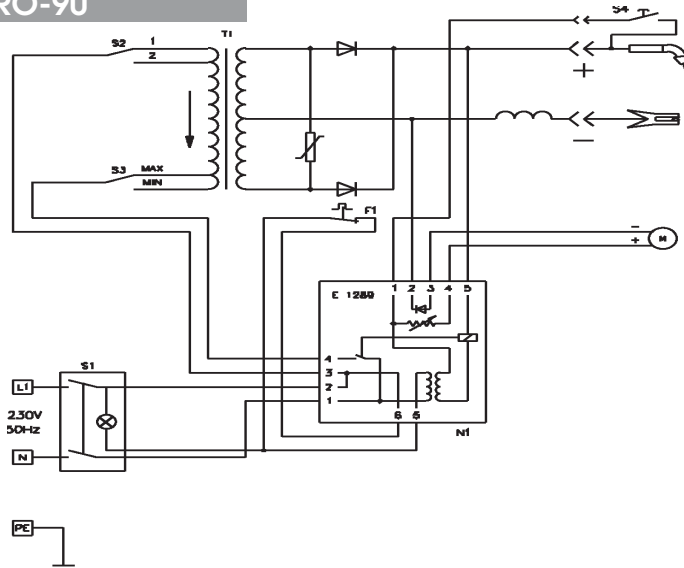 RO-90
S4
T1
S2 1
2
+
−
S3 MAX
MIN
F1
−
+ M
1 2 3 4 5
E 1280
4
3
2
1
S1
L1
230V
50Hz
N
6 5
N1
PE